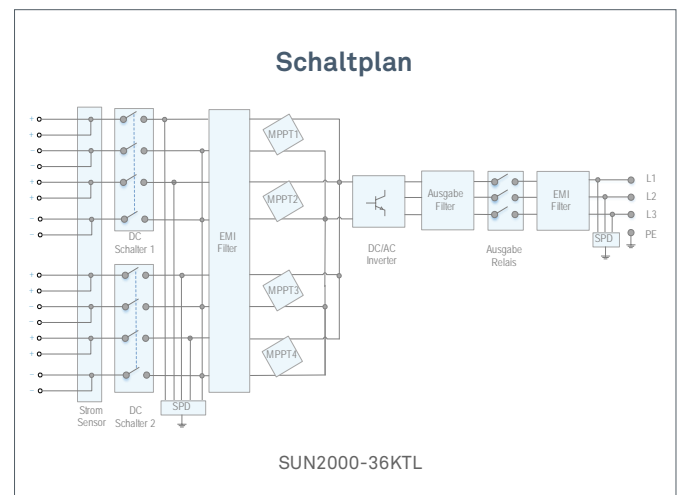 Schaltplan
+
+
−
−
+
+
−
−
+
+
−
−
+
+
−
−
Strom
Sensor
DC
Schalter 1
DC
Schalter 2
SPD
EMI
Filter
MPPT1
MPPT2
MPPT3
MPPT4
DC/AC
Inverter
Ausgabe
Filter
Ausgabe
Relais
EMI
Filter
SPD
L1
L2
L3
PE
SUN2000-36KTL